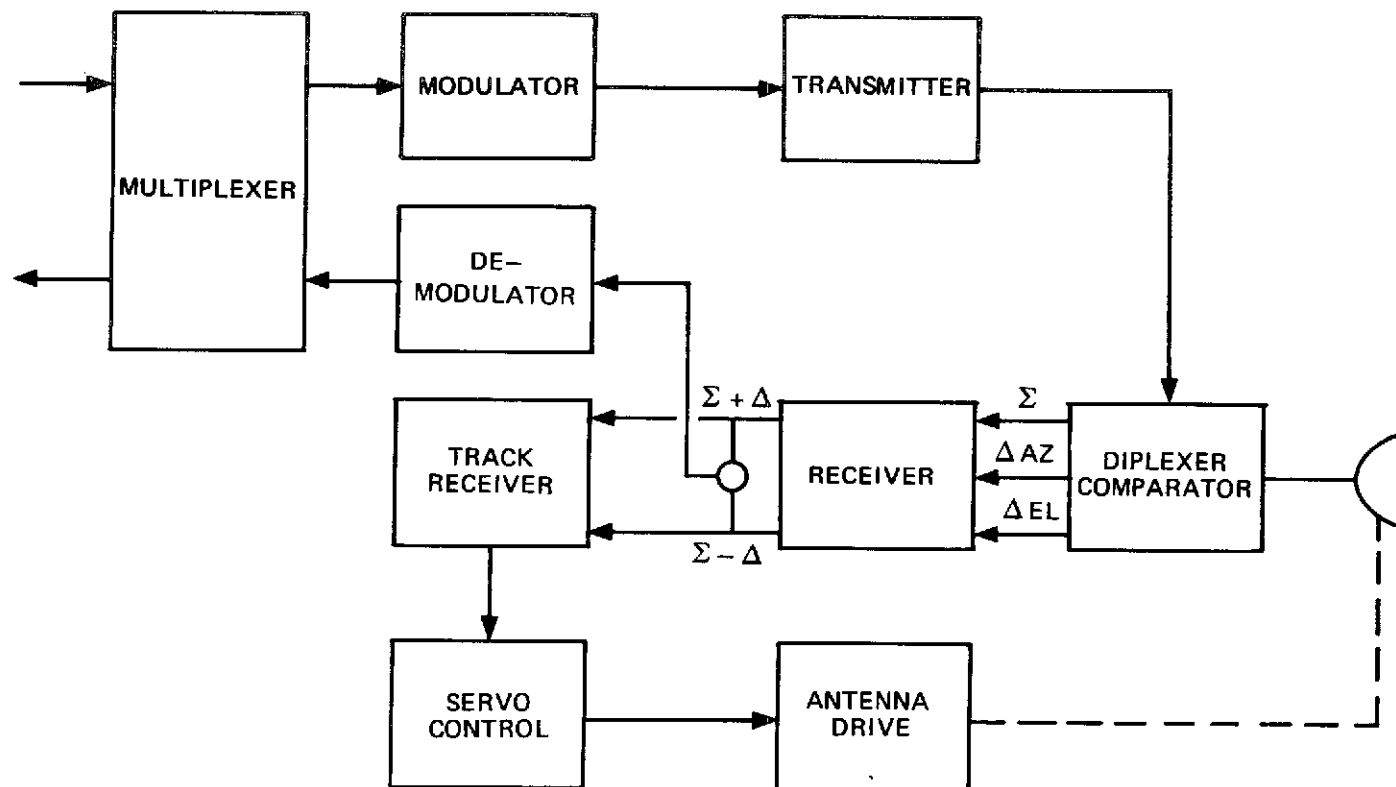 MODULATOR
TRANSMITTER
MULTIPLEXER
DE–
MODULATOR
Σ + Δ
Σ
Δ AZ
Δ EL
Σ – Δ
TRACK
RECEIVER
RECEIVER
DIPLEXER
COMPARATOR
SERVO
CONTROL
ANTENNA
DRIVE